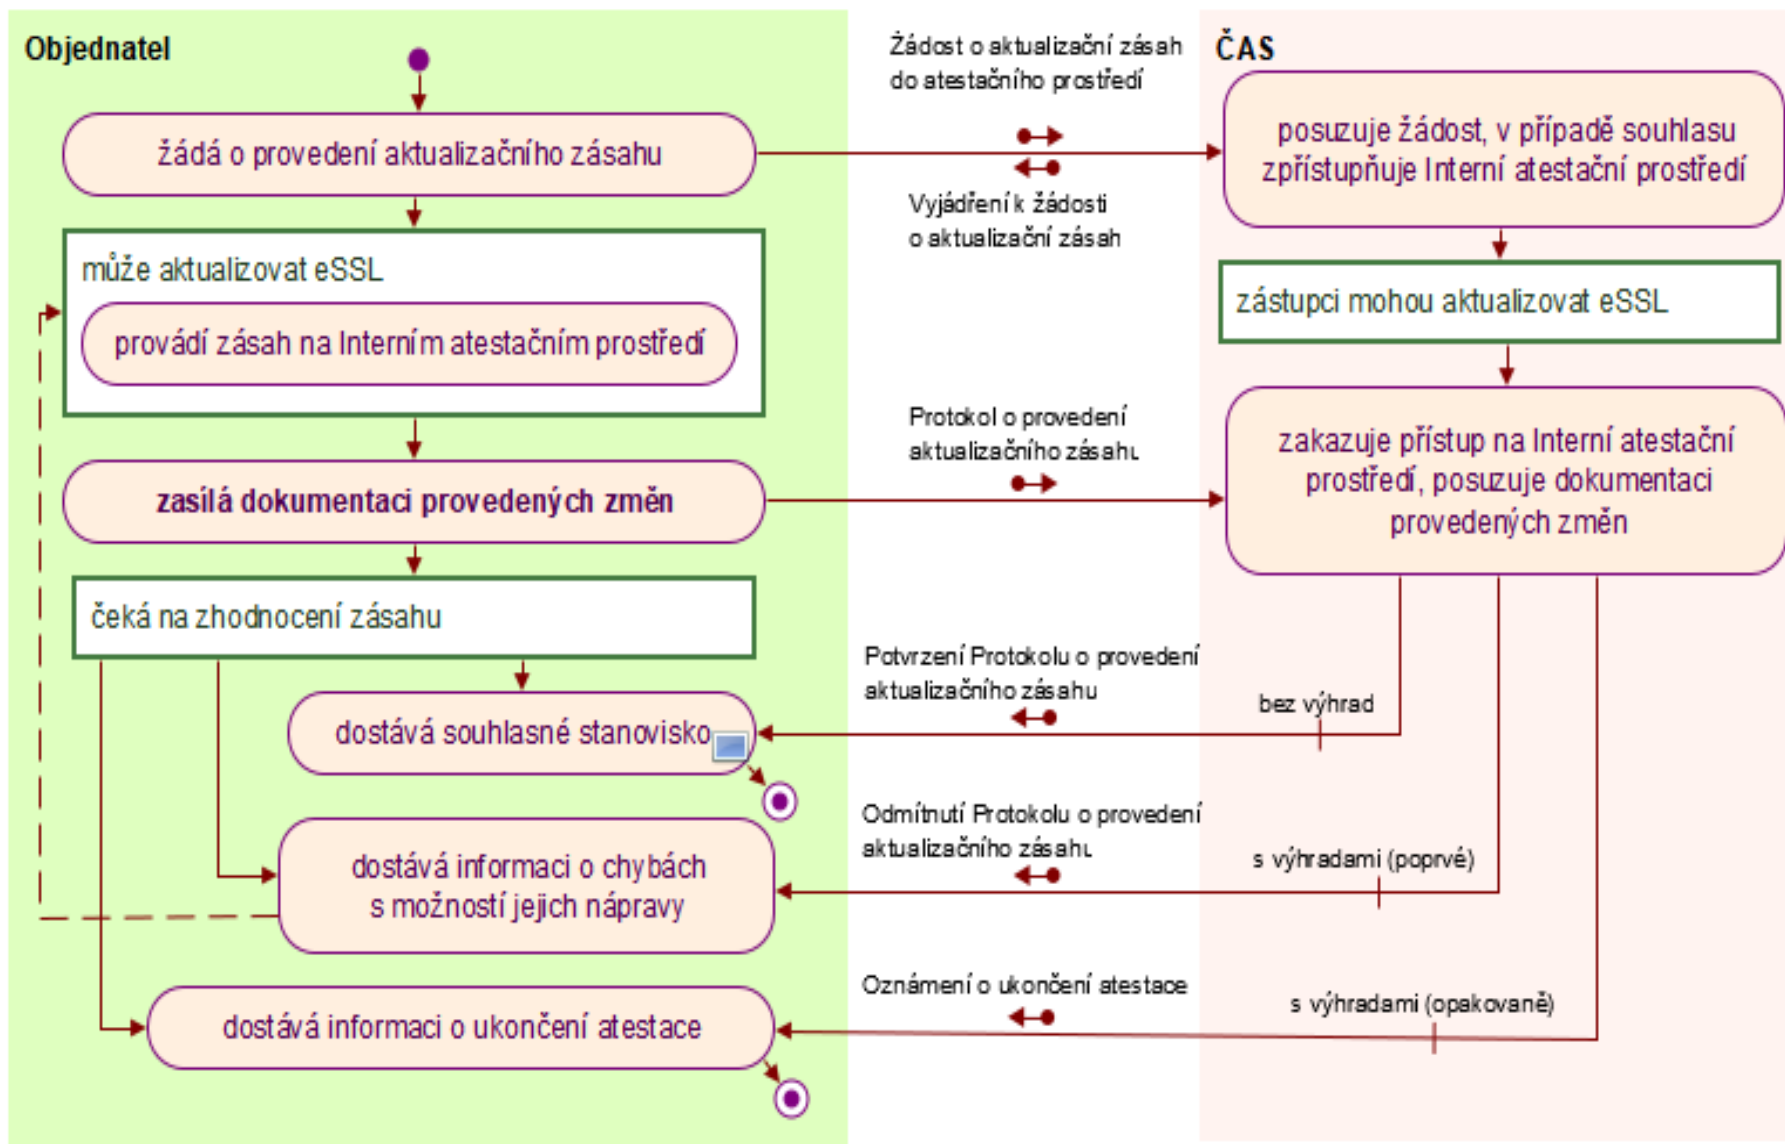 Objednatel
žádá o provedení aktualizačního zásahu
může aktualizovat eSSL
provádí zásah na Interním atestačním prostředí
zasílá dokumentaci provedených změn
čeká na zhodnocení zásahu
dostává souhlasné stanovisko
dostává informaci o chybách
s možností jejich nápravy
dostává informaci o ukončení atestace
Žádost o aktualizační zásah
do atestačního prostředí
Vyjádření k žádosti
o aktualizační zásah
Protokol o provedení
aktualizačního zásahu
Potvrzení Protokolu o provedení
aktualizačního zásahu
Odmítnutí Protokolu o provedení
aktualizačního zásahu
Oznámení o ukončení atestace
ČAS
posuzuje žádost, v případě souhlasu
zpřístupňuje Interní atestační prostředí
zástupci mohou aktualizovat eSSL
zakazuje přístup na Interní atestační
prostředí, posuzuje dokumentaci
provedených změn
bez výhrad
s výhradami (poprvé)
s výhradami (opakovaně)